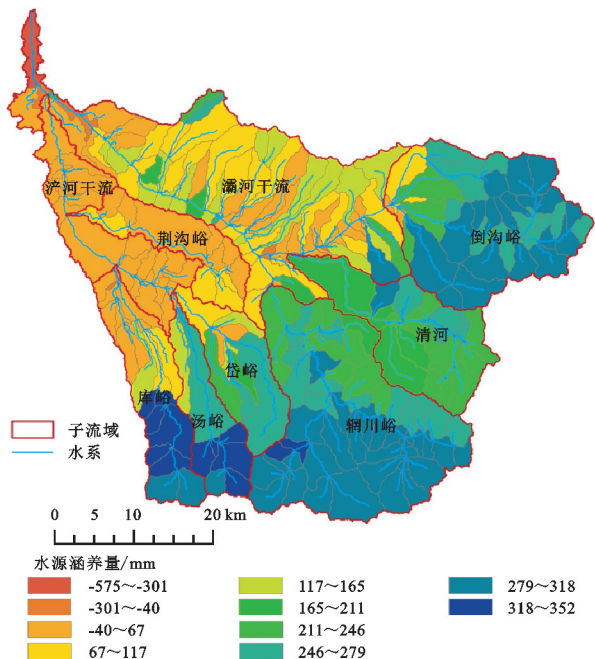 浐河干流
灞河干流
荆沟峪
倒沟峪
清河
岱峪
库峪
汤峪
辋川峪
子流域
水系
0 5 10 20 km
水源涵养量/mm
-575～-301 117～165 279～318
-301～-40 165～211 318～352
-40～67 211～246
67～117 246～279